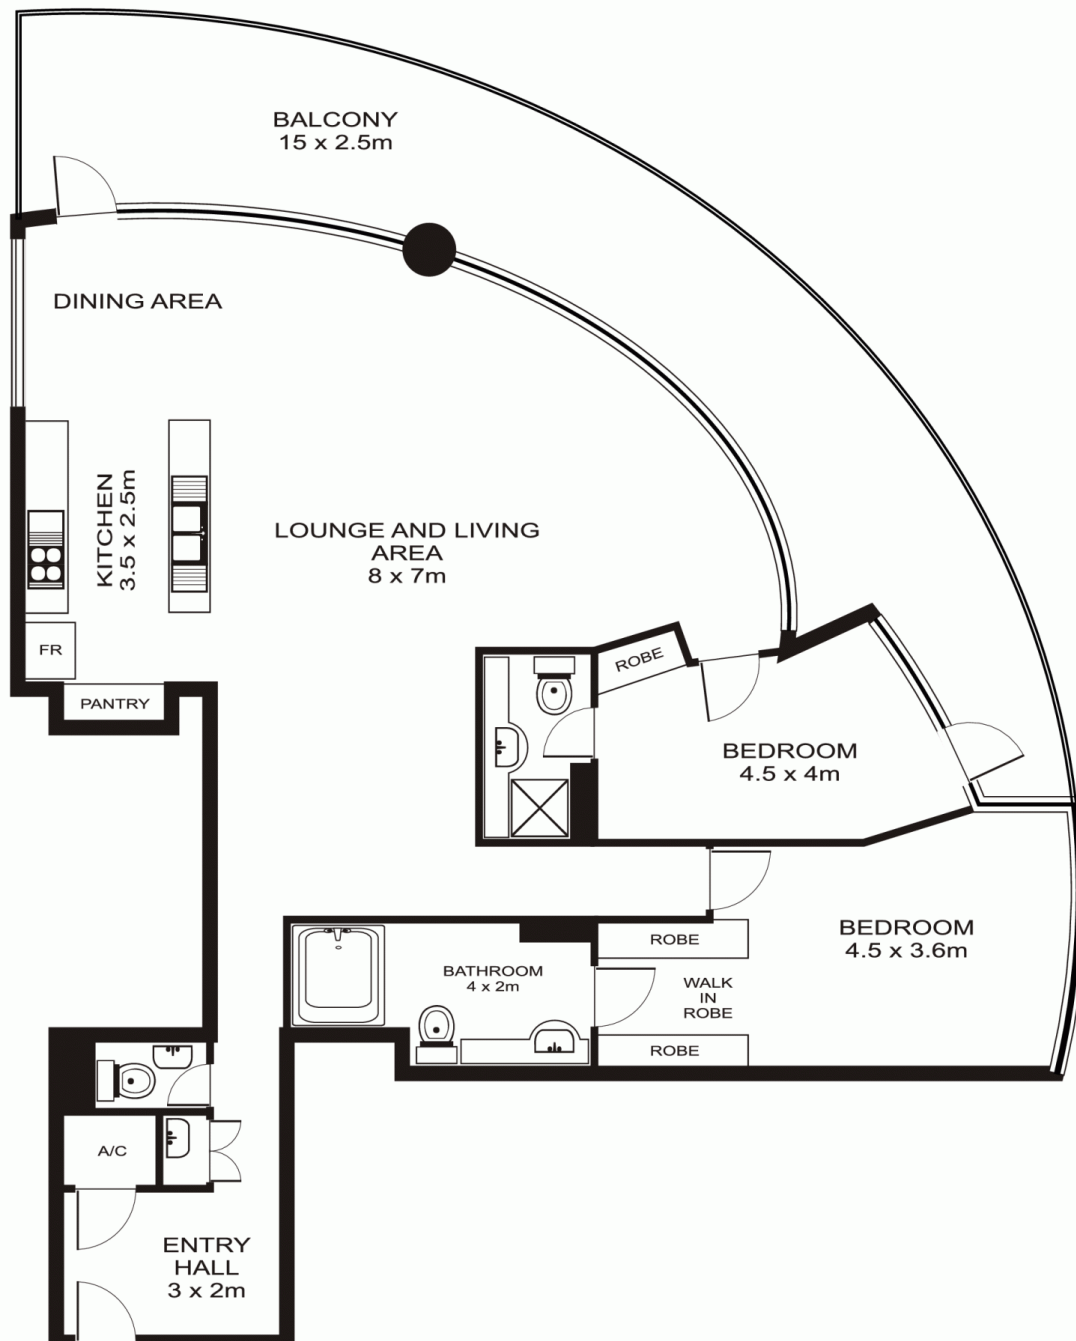 BALCONY
15 x 2.5m
DINING AREA
KITCHEN
3.5 x 2.5m
LOUNGE AND LIVING
AREA
8 x 7m
FR
PANTRY
ROBE
BEDROOM
4.5 x 4m
BEDROOM
4.5 x 3.6m
ROBE
WALK
IN
ROBE
ROBE
BATHROOM
4 x 2m
A/C
ENTRY
HALL
3 x 2m